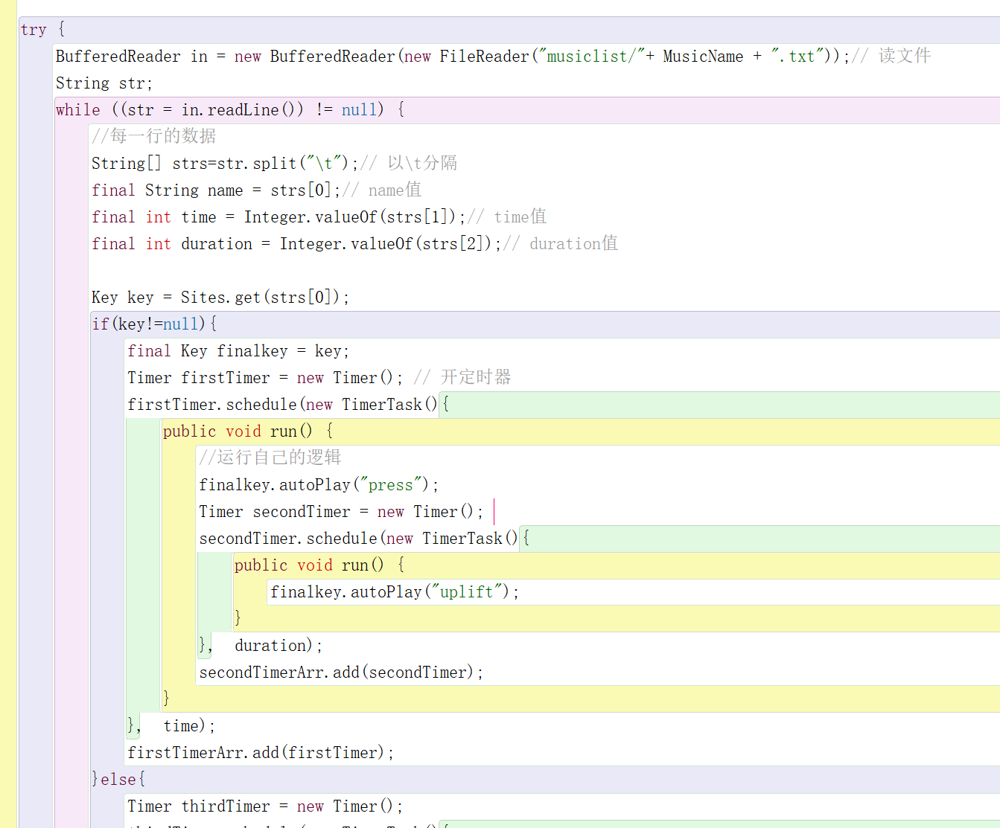 try {
BufferedReader in = new BufferedReader(new FileReader("musiclist/"+ MusicName + ".txt"));// 读文件
String str;
while ((str = in.readLine()) != null) {
//每一行的数据
String[] strs=str.split("\t");// 以\t分隔
final String name = strs[0];// name值
final int time = Integer.valueOf(strs[1]);// time值
final int duration = Integer.valueOf(strs[2]);// duration值
Key key = Sites.get(strs[0]);
if(key!=null){
final Key finalkey = key;
Timer firstTimer = new Timer(); // 开定时器
firstTimer.schedule(new TimerTask(){
public void run() {
//运行自己的逻辑
finalkey.autoPlay("press");
Timer secondTimer = new Timer();
secondTimer.schedule(new TimerTask(){
public void run() {
finalkey.autoPlay("uplift");
}
}, duration);
secondTimerArr.add(secondTimer);
}
}, time);
firstTimerArr.add(firstTimer);
}else{
Timer thirdTimer = new Timer();